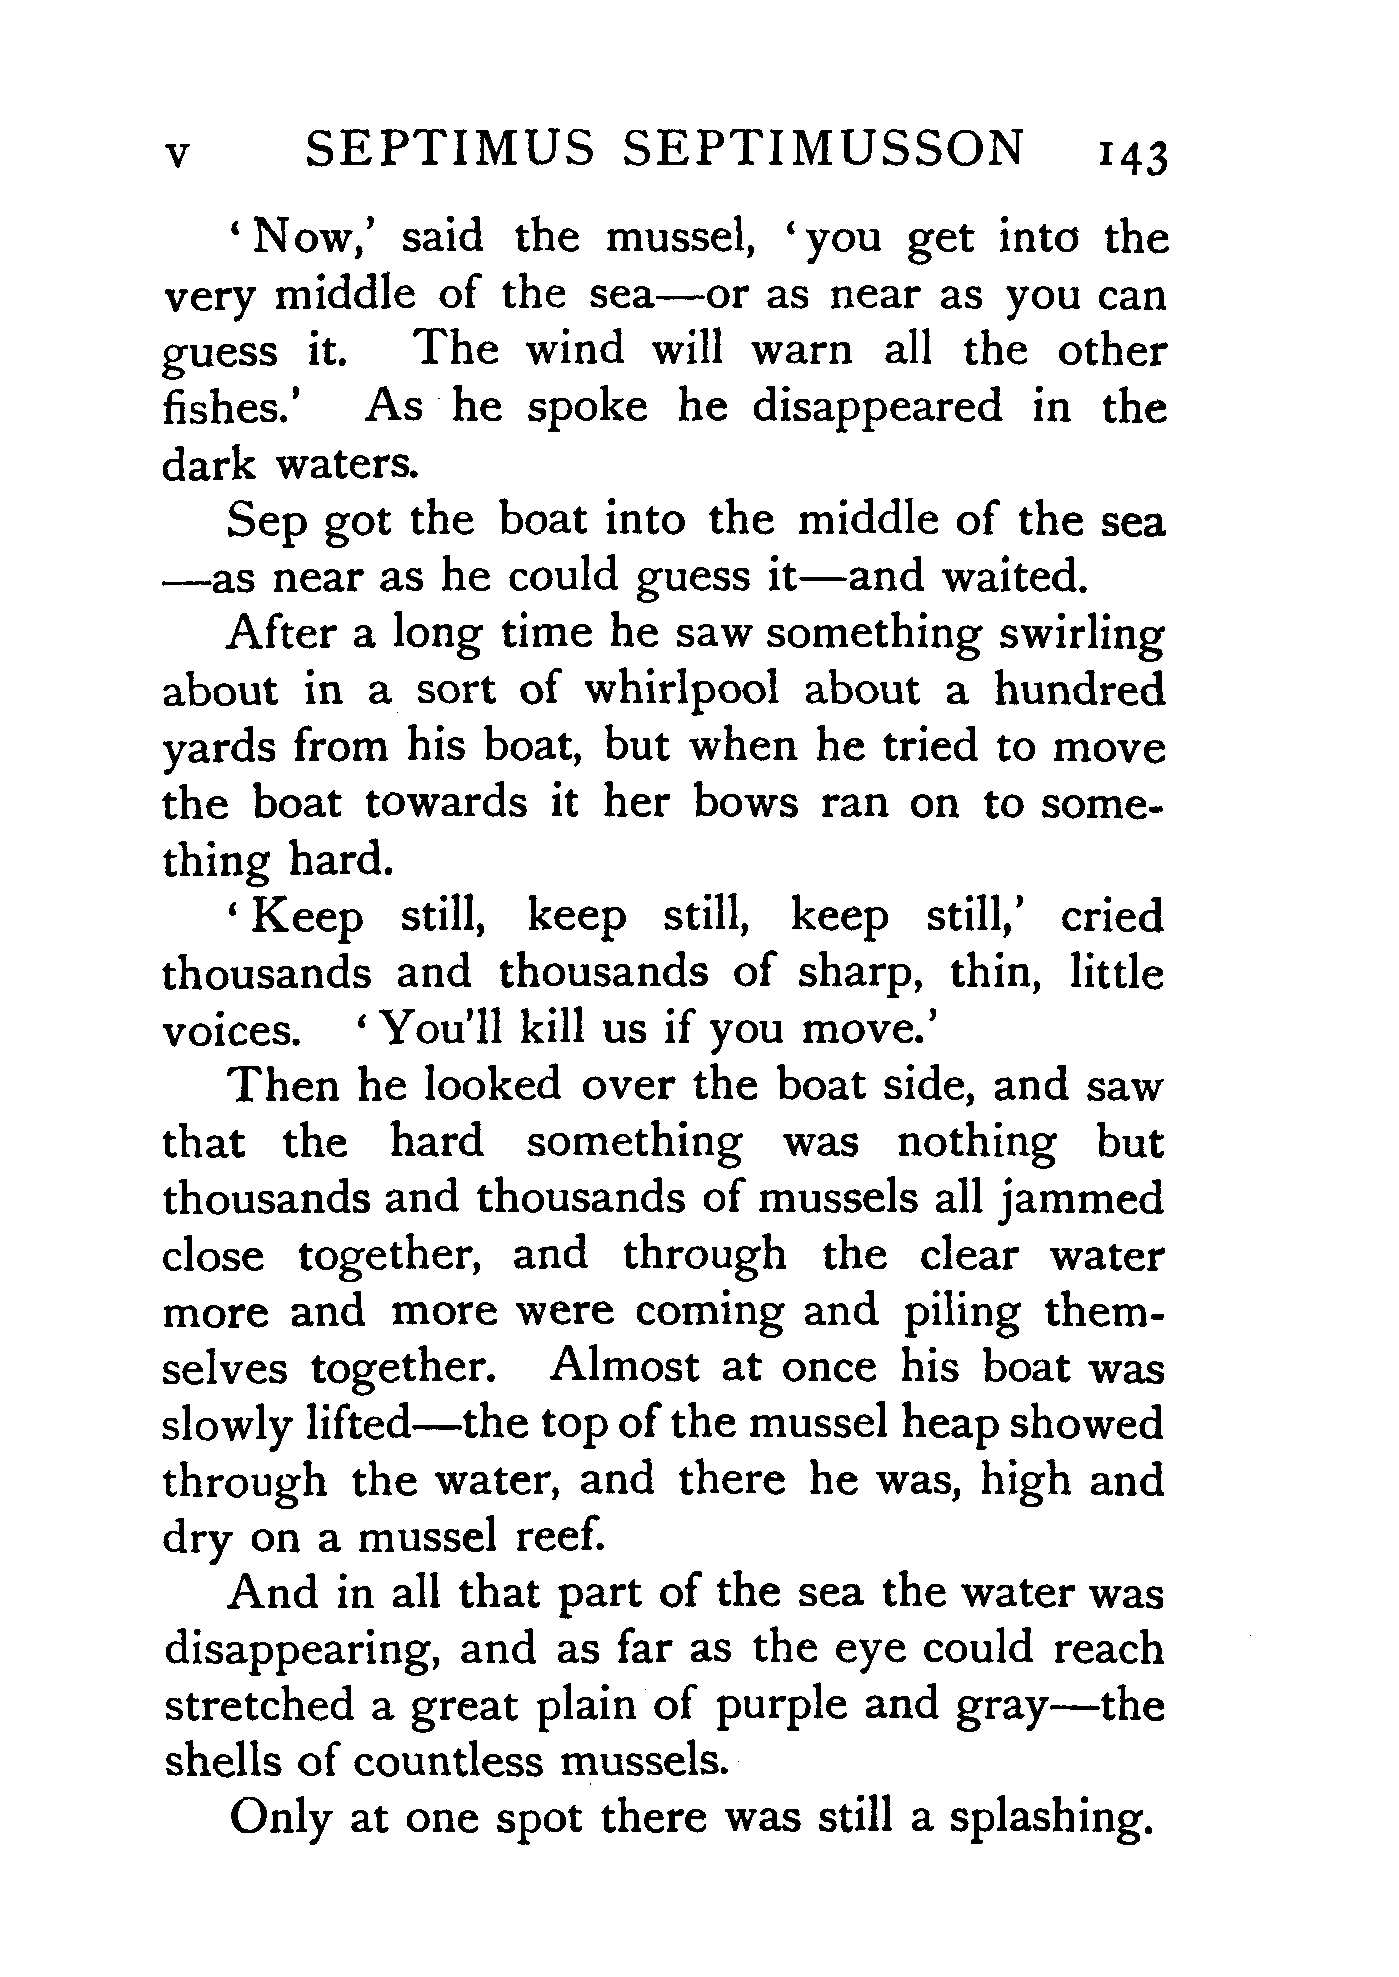 v SEPTIMUS SEPTIMUSSON 143
‘Now,’ said the mussel, ‘you get into the
very middle of the sea—or as near as you can
guess it. The wind will warn all the other
fishes.’ As he spoke he disappeared in the
dark waters.
Sep got the boat into the middle of the sea
—as near as he could guess it—and waited.
After a long time he saw something swirling
about in a sort of whirlpool about a hundred
yards from his boat, but when he tried to move
the boat towards it her bows ran on to some-
thing hard.
‘Keep still, keep still, keep still,’ cried
thousands and thousands of sharp, thin, little
voices. ‘You’ll kill us if you move.’
Then he looked over the boat side, and saw
that the hard something was nothing but
thousands and thousands of mussels all jammed
close together, and through the clear water
more and more were coming and piling them-
selves together. Almost at once his boat was
slowly lifted—the top of the mussel heap showed
through the water, and there he was, high and
dry on a mussel reef.
And in all that part of the sea the water was
disappearing, and as far as the eye could reach
stretched a great plain of purple and gray—the
shells of countless mussels.
Only at one spot there was still a splashing.